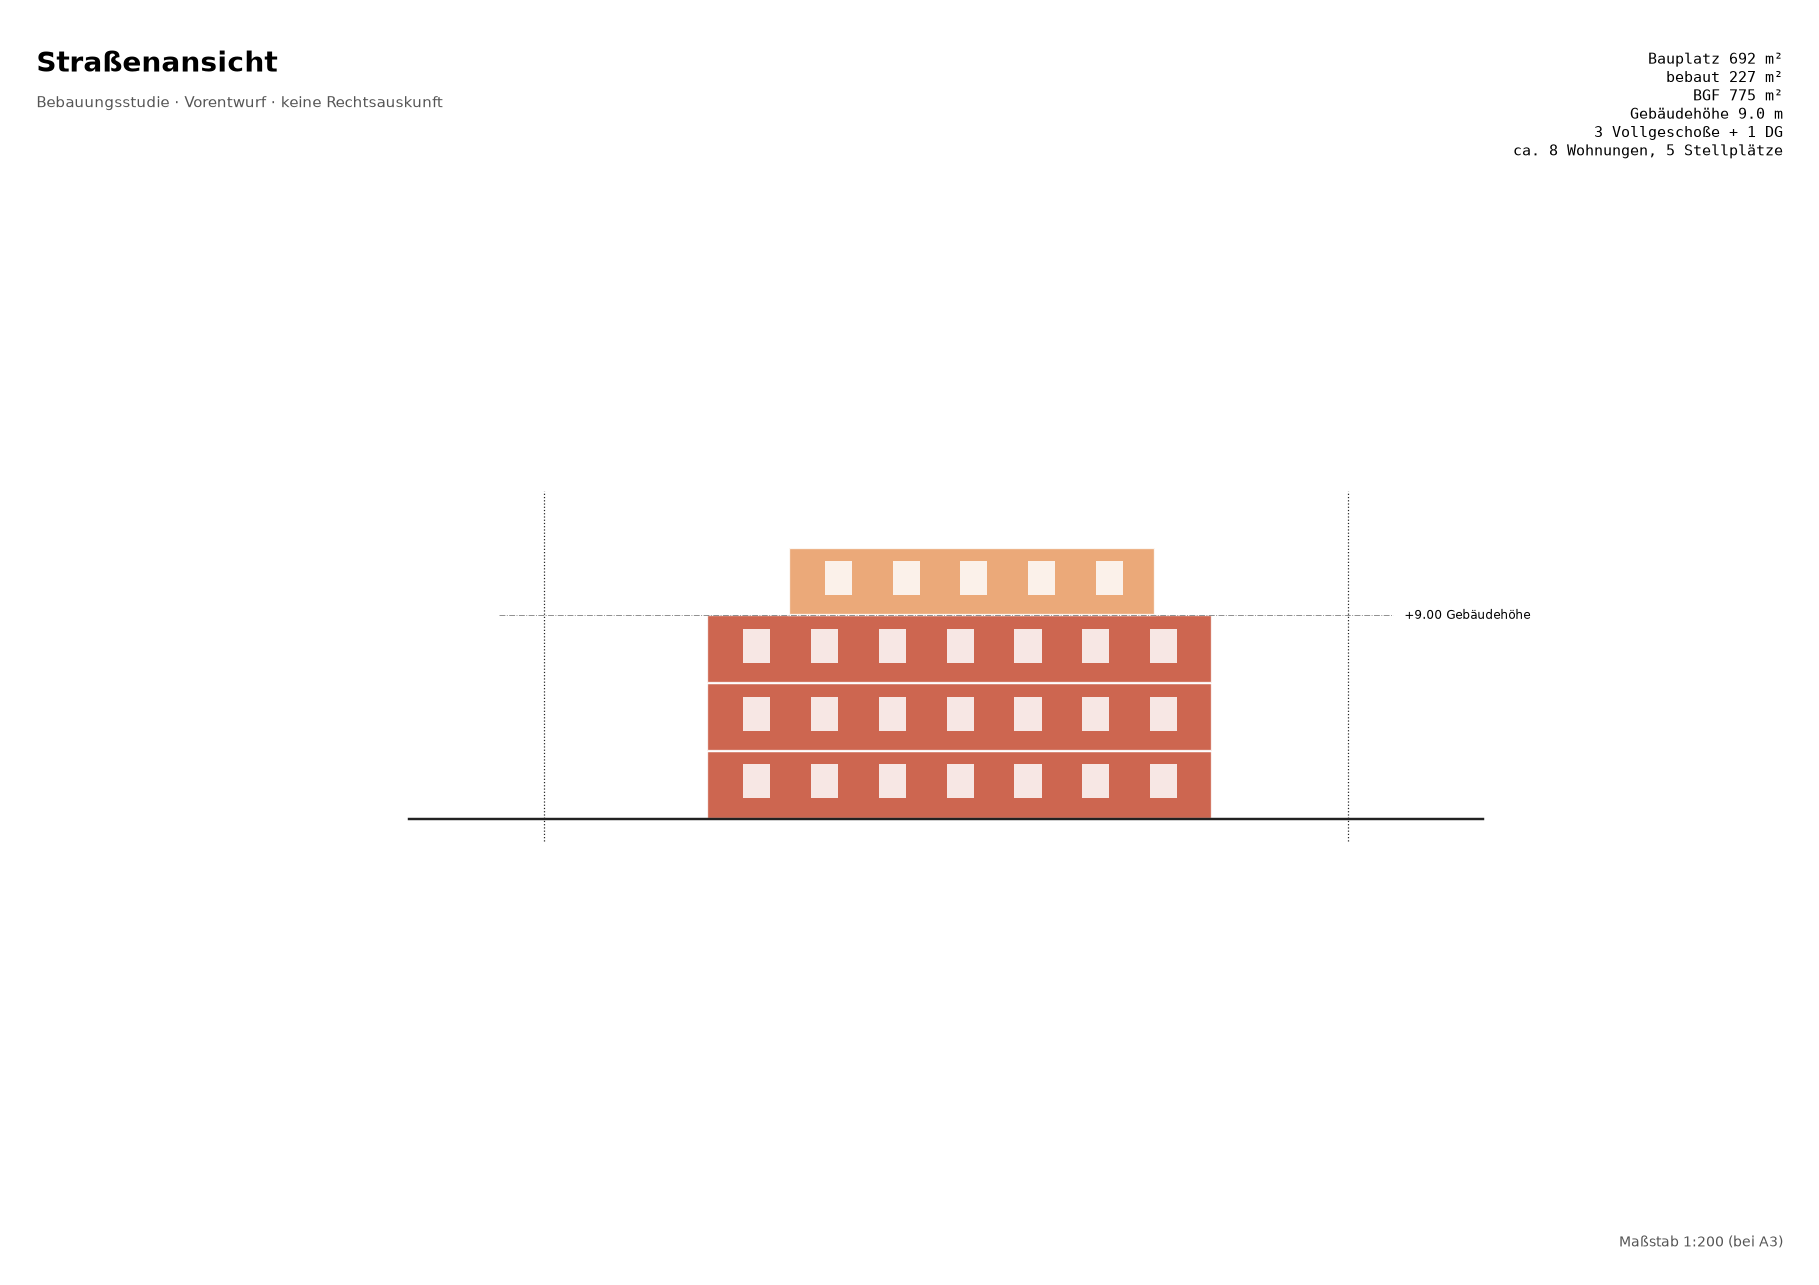 Straßenansicht
Bebauungsstudie · Vorentwurf · keine Rechtsauskunft
Bauplatz 692 m²
bebaut 227 m²
BGF 775 m²
Gebäudehöhe 9.0 m
3 Vollgeschoße + 1 DG
ca. 8 Wohnungen, 5 Stellplätze
+9.00 Gebäudehöhe
Maßstab 1:200 (bei A3)